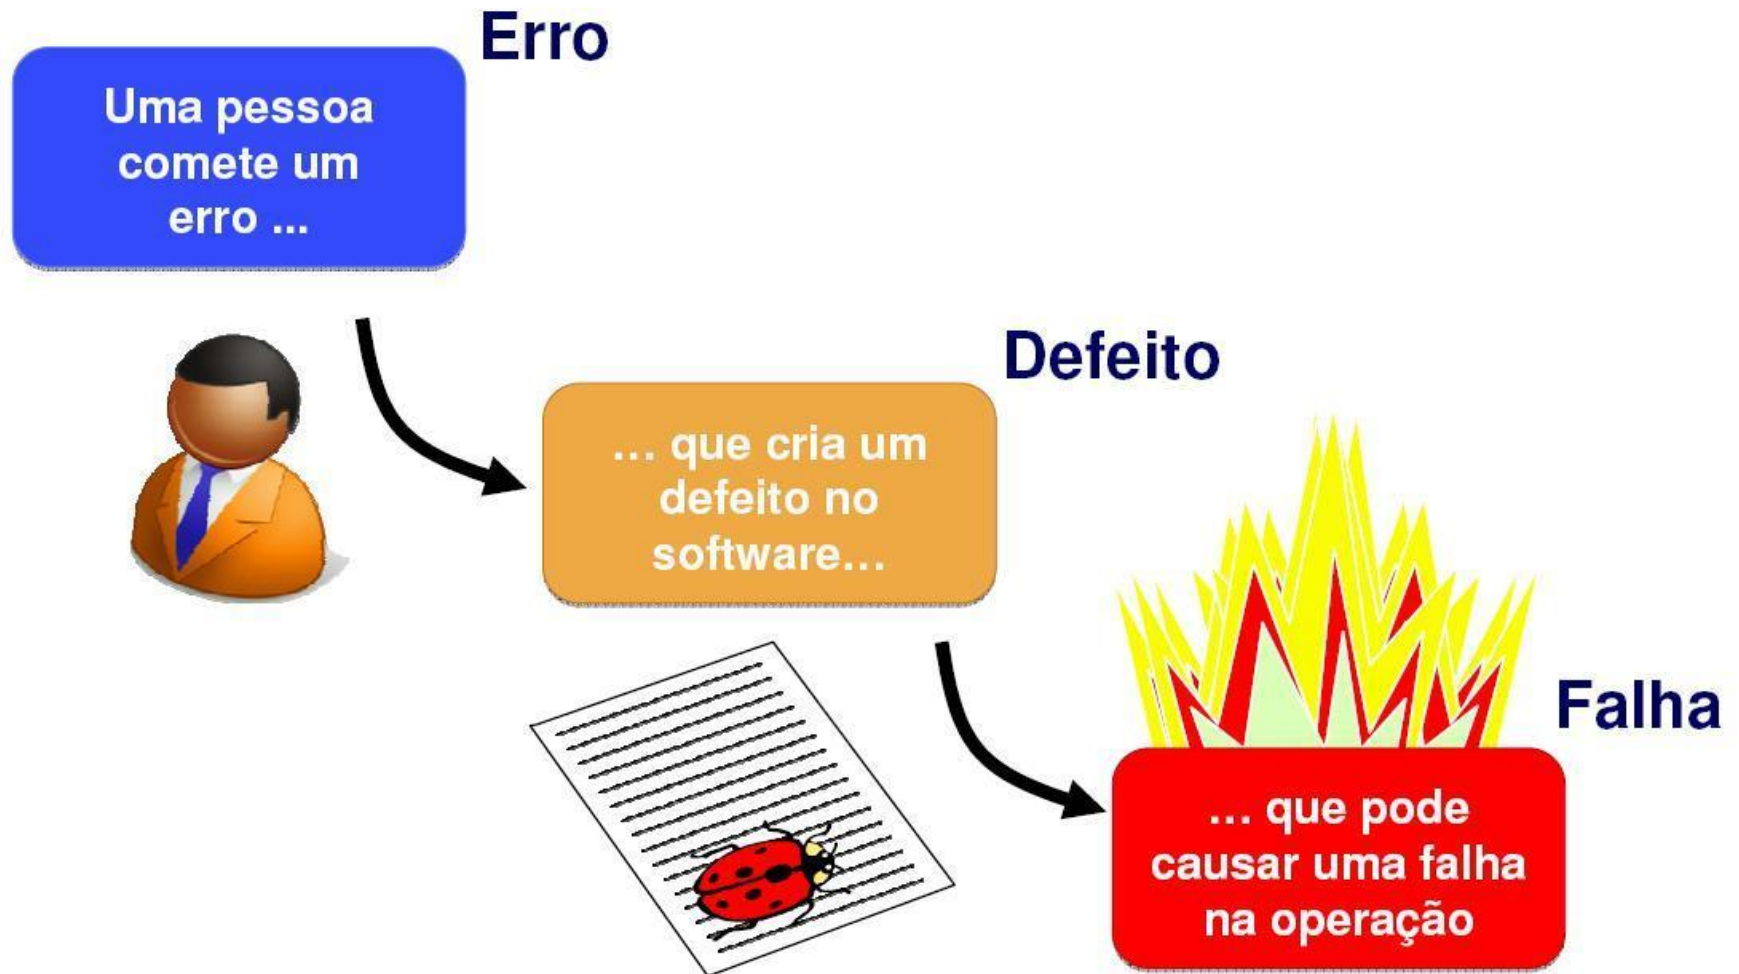 Erro
Uma pessoa
comete um
erro ...
Defeito
... que cria um
defeito no
software...
Falha
... que pode
causar uma falha
na operação